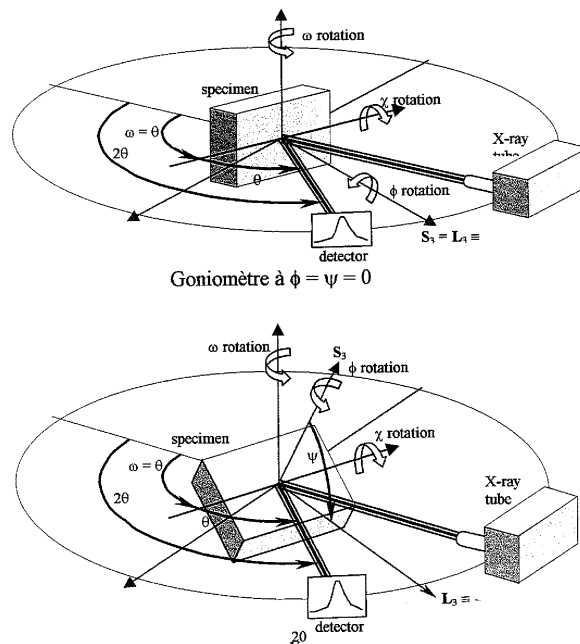 ω rotation
specimen
χ rotation
X-ray
tube
ω = θ
2θ
θ
φ rotation
S₃ = L₃ ≡
detector
Goniomètre à φ = ψ = 0
ω rotation
S₃
φ rotation
specimen
χ rotation
ω = θ
ψ
X-ray
tube
2θ
θ
L₃ ≡
detector
20